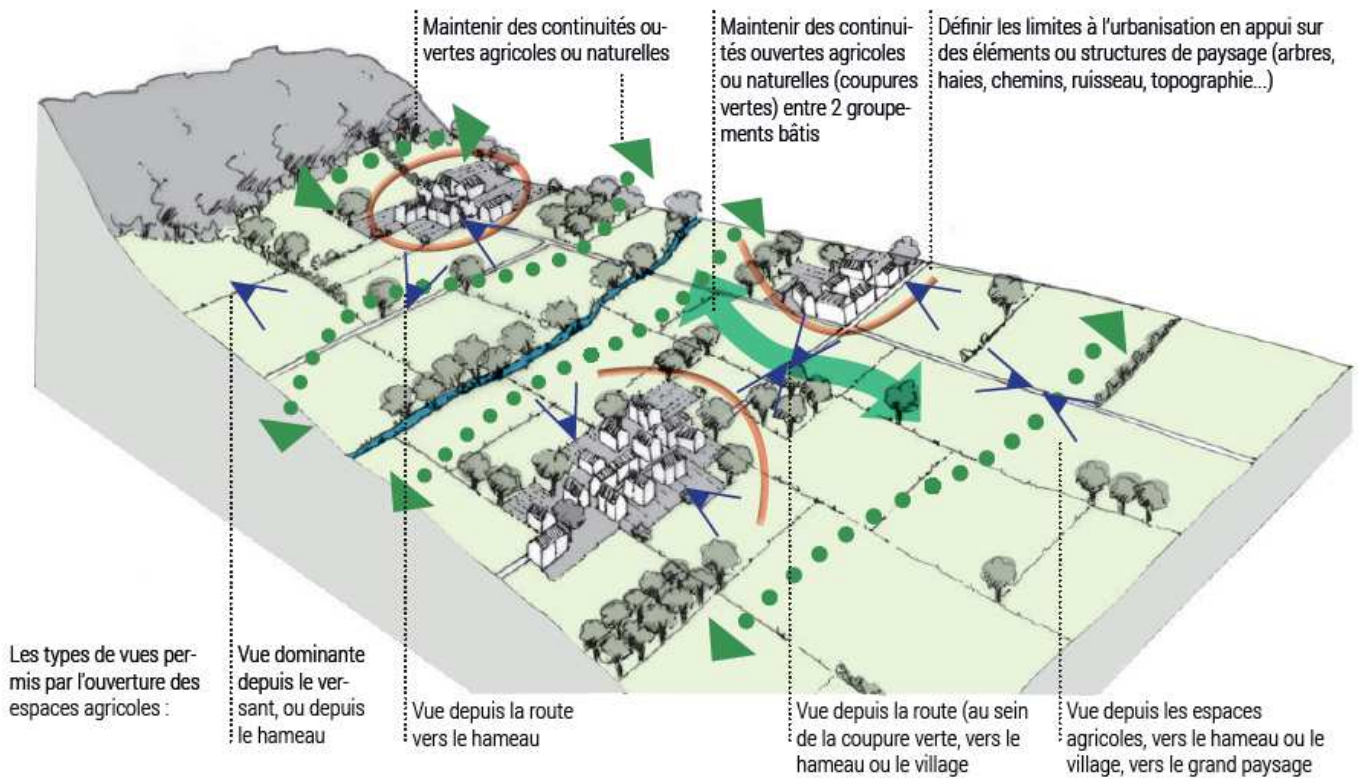 Maintenir des continuités ou-
vertes agricoles ou naturelles
Maintenir des continui-
tés ouvertes agricoles
ou naturelles (coupures
vertes) entre 2 groupe-
ments bâtis
Définir les limites à l'urbanisation en appui sur
des éléments ou structures de paysage (arbres,
haies, chemins, ruisseau, topographie...)
Les types de vues per-
mis par l'ouverture des
espaces agricoles :
Vue dominante
depuis le ver-
sant, ou depuis
le hameau
Vue depuis la route
vers le hameau
Vue depuis la route (au sein
de la coupure verte, vers le
hameau ou le village
Vue depuis les espaces
agricoles, vers le hameau ou le
village, vers le grand paysage